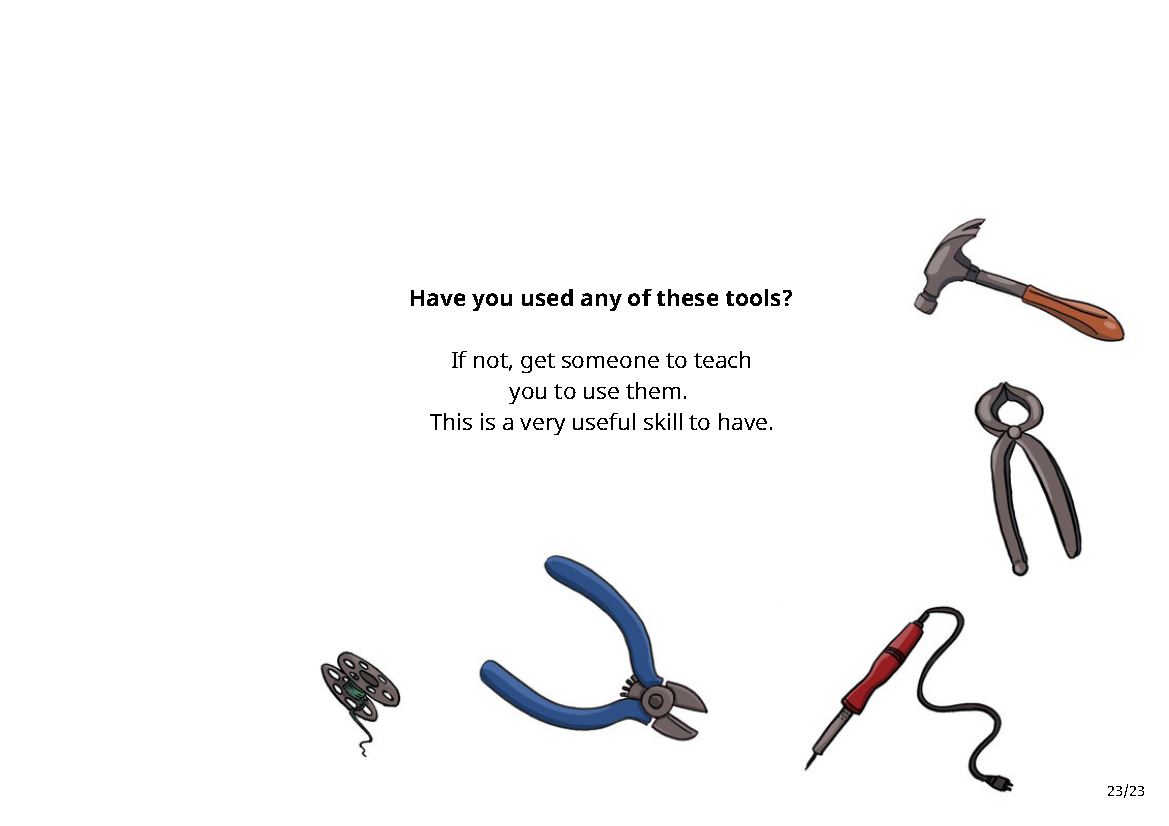 Have you used any of these tools?
If not, get someone to teach
you to use them.
This is a very useful skill to have.
23/23